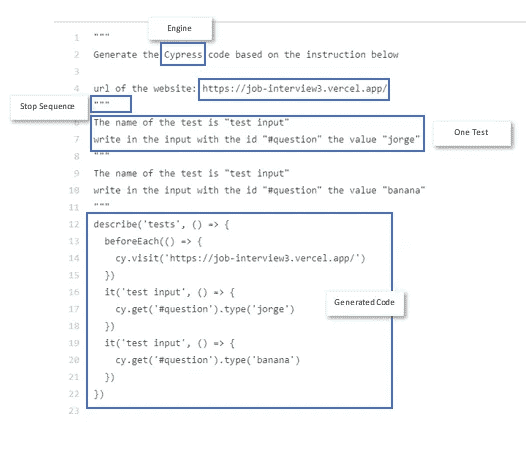 Engine
1 """
2 Generate the Cypress code based on the instruction below
3
4 url of the website: https://job-interview3.vercel.app/
Stop Sequence
"""
6 The name of the test is "test input"
7 write in the input with the id "#question" the value "jorge"
One Test
8 """
9 The name of the test is "test input"
10 write in the input with the id "#question" the value "banana"
11 """
12 describe('tests', () => {
13 beforeEach(() => {
14 cy.visit('https://job-interview3.vercel.app/')
15 })
16 it('test input', () => {
17 cy.get('#question').type('jorge')
Generated Code
18 })
19 it('test input', () => {
20 cy.get('#question').type('banana')
21 })
22 })
23